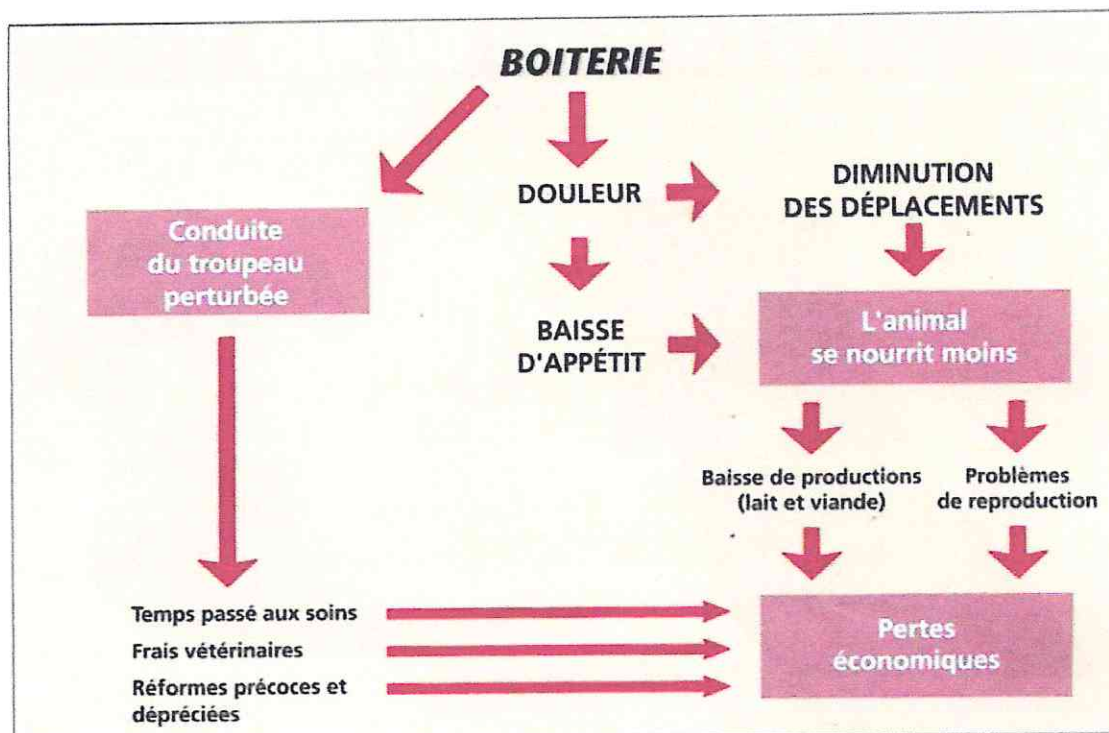 BOITERIE
DOULEUR
DIMINUTION
DES DÉPLACEMENTS
Conduite
du troupeau
perturbée
BAISSE
D'APPÉTIT
L'animal
se nourrit moins
Baisse de productions
(lait et viande)
Problèmes
de reproduction
Temps passé aux soins
Frais vétérinaires
Réformes précoces et
dépréciées
Pertes
économiques